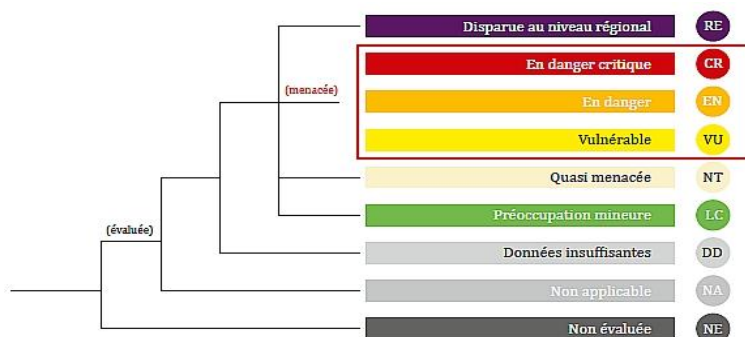 Disparue au niveau régional RE
En danger critique CR
(menacée)
En danger EN
Vulnérable VU
Quasi menacée NT
Préoccupation mineure LC
(évaluée)
Données insuffisantes DD
Non applicable NA
Non évaluée NE